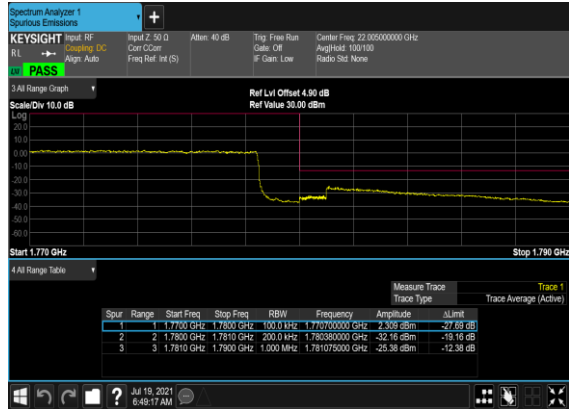 Spectrum Analyzer 1
Spurious Emissions
+
KEYSIGHT Input: RF Input Z: 50 Ω Atten: 40 dB Trig: Free Run Center Freq: 22.005000000 GHz
RL Coupling: DC Corr CCorr Gate: Off Avg|Hold: 100/100
Align: Auto Freq Ref: Int (S) IF Gain: Low Radio Std: None
PASS
3 All Range Graph
Ref Lvl Offset 4.90 dB
Scale/Div 10.0 dB Ref Value 30.00 dBm
Log
20.0
10.0
0.00
-10.0
-20.0
-30.0
-40.0
-50.0
-60.0
Start 1.770 GHz Stop 1.790 GHz
4 All Range Table
Measure Trace Trace 1
Trace Type Trace Average (Active)
Spur Range Start Freq Stop Freq RBW Frequency Amplitude ΔLimit
1 1 1.7700 GHz 1.7800 GHz 100.0 kHz 1.770700000 GHz 2.309 dBm -27.69 dB
2 2 1.7800 GHz 1.7810 GHz 200.0 kHz 1.780380000 GHz -32.16 dBm -19.16 dB
3 3 1.7810 GHz 1.7900 GHz 1.000 MHz 1.781075000 GHz -25.38 dBm -12.38 dB
? Jul 19, 2021
6:49:17 AM